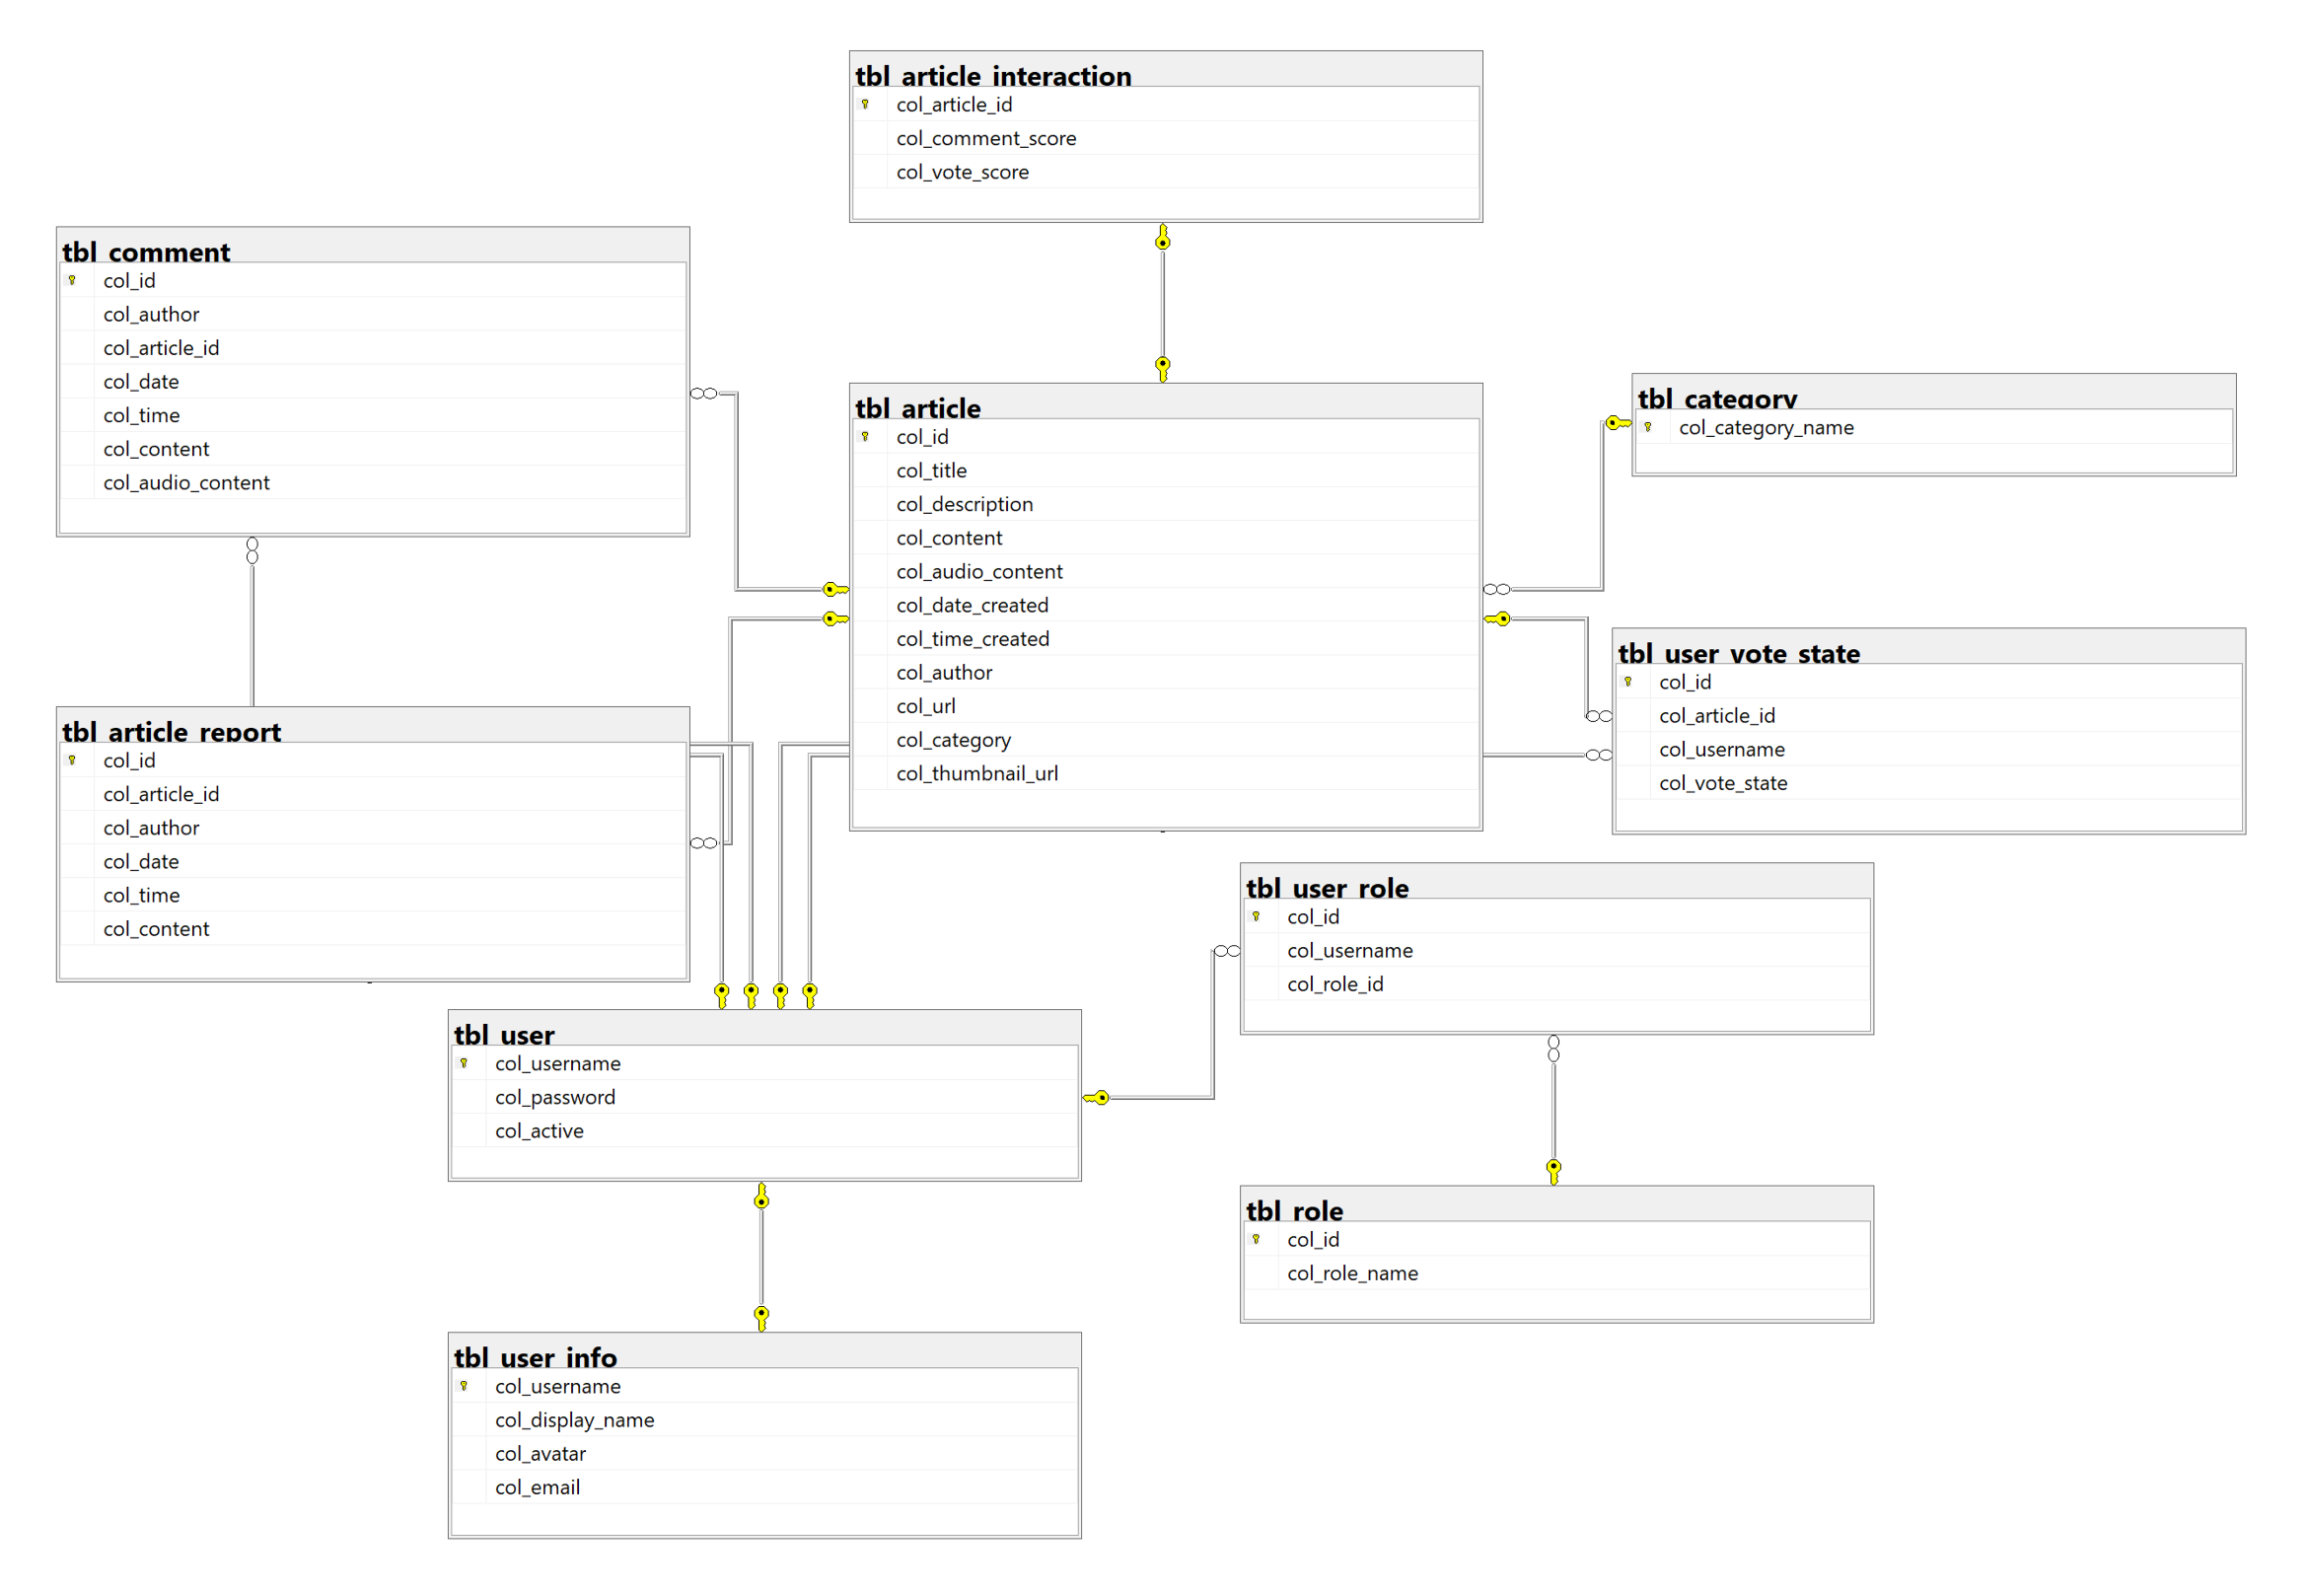 tbl_article_interaction
col_article_id
col_comment_score
col_vote_score
tbl_comment
col_id
col_author
col_article_id
col_date
col_time
col_content
col_audio_content
tbl_article
col_id
col_title
col_description
col_content
col_audio_content
col_date_created
col_time_created
col_author
col_url
col_category
col_thumbnail_url
tbl_category
col_category_name
tbl_user_vote_state
col_id
col_article_id
col_username
col_vote_state
tbl_article_report
col_id
col_article_id
col_author
col_date
col_time
col_content
tbl_user_role
col_id
col_username
col_role_id
tbl_user
col_username
col_password
col_active
tbl_role
col_id
col_role_name
tbl_user_info
col_username
col_display_name
col_avatar
col_email